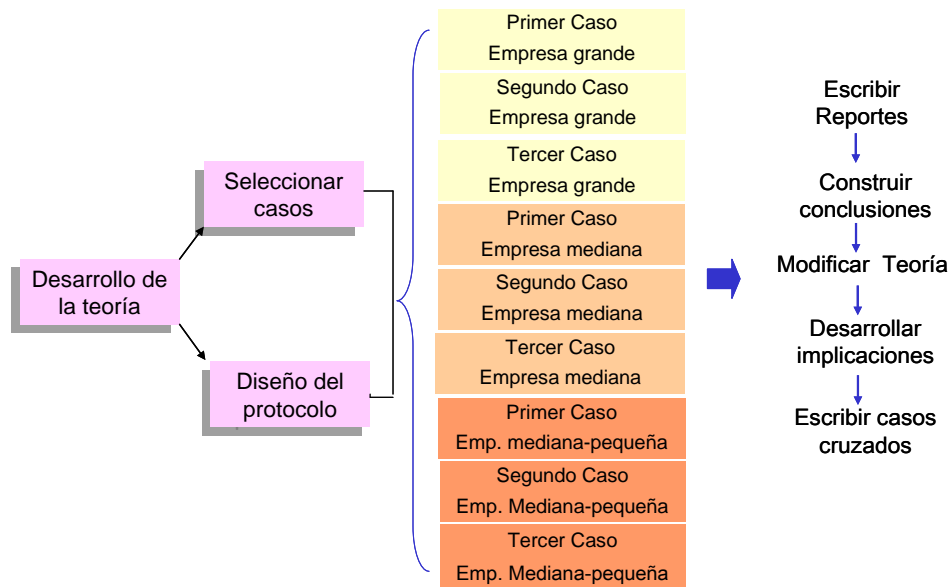 Desarrollo de
la teoría
Seleccionar
casos
Diseño del
protocolo
Primer Caso
Empresa grande
Segundo Caso
Empresa grande
Tercer Caso
Empresa grande
Primer Caso
Empresa mediana
Segundo Caso
Empresa mediana
Tercer Caso
Empresa mediana
Primer Caso
Emp. mediana-pequeña
Segundo Caso
Emp. Mediana-pequeña
Tercer Caso
Emp. Mediana-pequeña
Escribir
Reportes
Construir
conclusiones
Modificar Teoría
Desarrollar
implicaciones
Escribir casos
cruzados